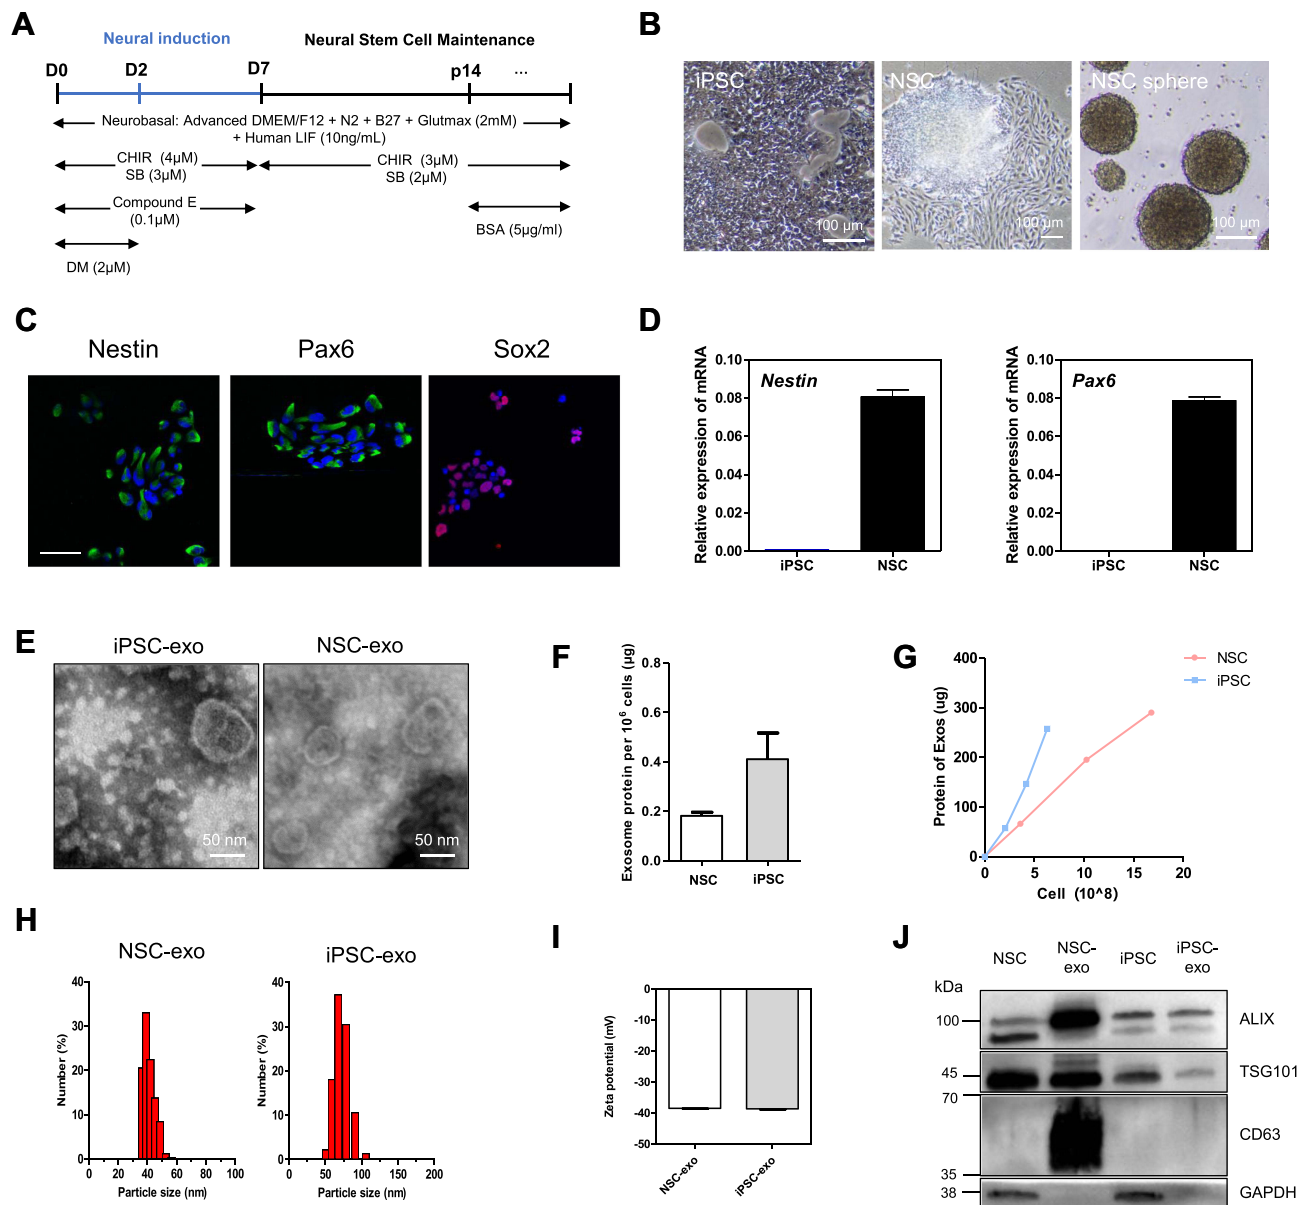 A
Neural induction
Neural Stem Cell Maintenance
D0
D2
D7
p14
...
Neurobasal: Advanced DMEM/F12 + N2 + B27 + Glutmax (2mM)
+ Human LIF (10ng/mL)
CHIR (4μM)
SB (3μM)
CHIR (3μM)
SB (2μM)
Compound E
(0.1μM)
BSA (5μg/ml)
DM (2μM)
B
iPSC
NSC
NSC sphere
100 μm
100 μm
100 μm
C
Nestin
Pax6
Sox2
D
Relative expression of mRNA
0.10
0.08
0.06
0.04
0.02
0.00
Nestin
iPSC
NSC
Relative expression of mRNA
0.10
0.08
0.06
0.04
0.02
0.00
Pax6
iPSC
NSC
E
iPSC-exo
NSC-exo
50 nm
50 nm
F
Exosome protein per 10^6 cells (μg)
0.8
0.6
0.4
0.2
0.0
NSC
iPSC
G
Protein of Exos (ug)
400
300
200
100
0
0
5
10
15
20
Cell (10^8)
NSC
iPSC
H
NSC-exo
Number (%)
40
30
20
10
0
0
20
40
60
80
100
Particle size (nm)
iPSC-exo
Number (%)
40
30
20
10
0
0
50
100
150
200
Particle size (nm)
I
Zeta potential (mV)
0
-10
-20
-30
-40
-50
NSC-exo
iPSC-exo
J
kDa
NSC
NSC-
exo
iPSC
iPSC-
exo
100
ALIX
45
TSG101
70
CD63
35
38
GAPDH